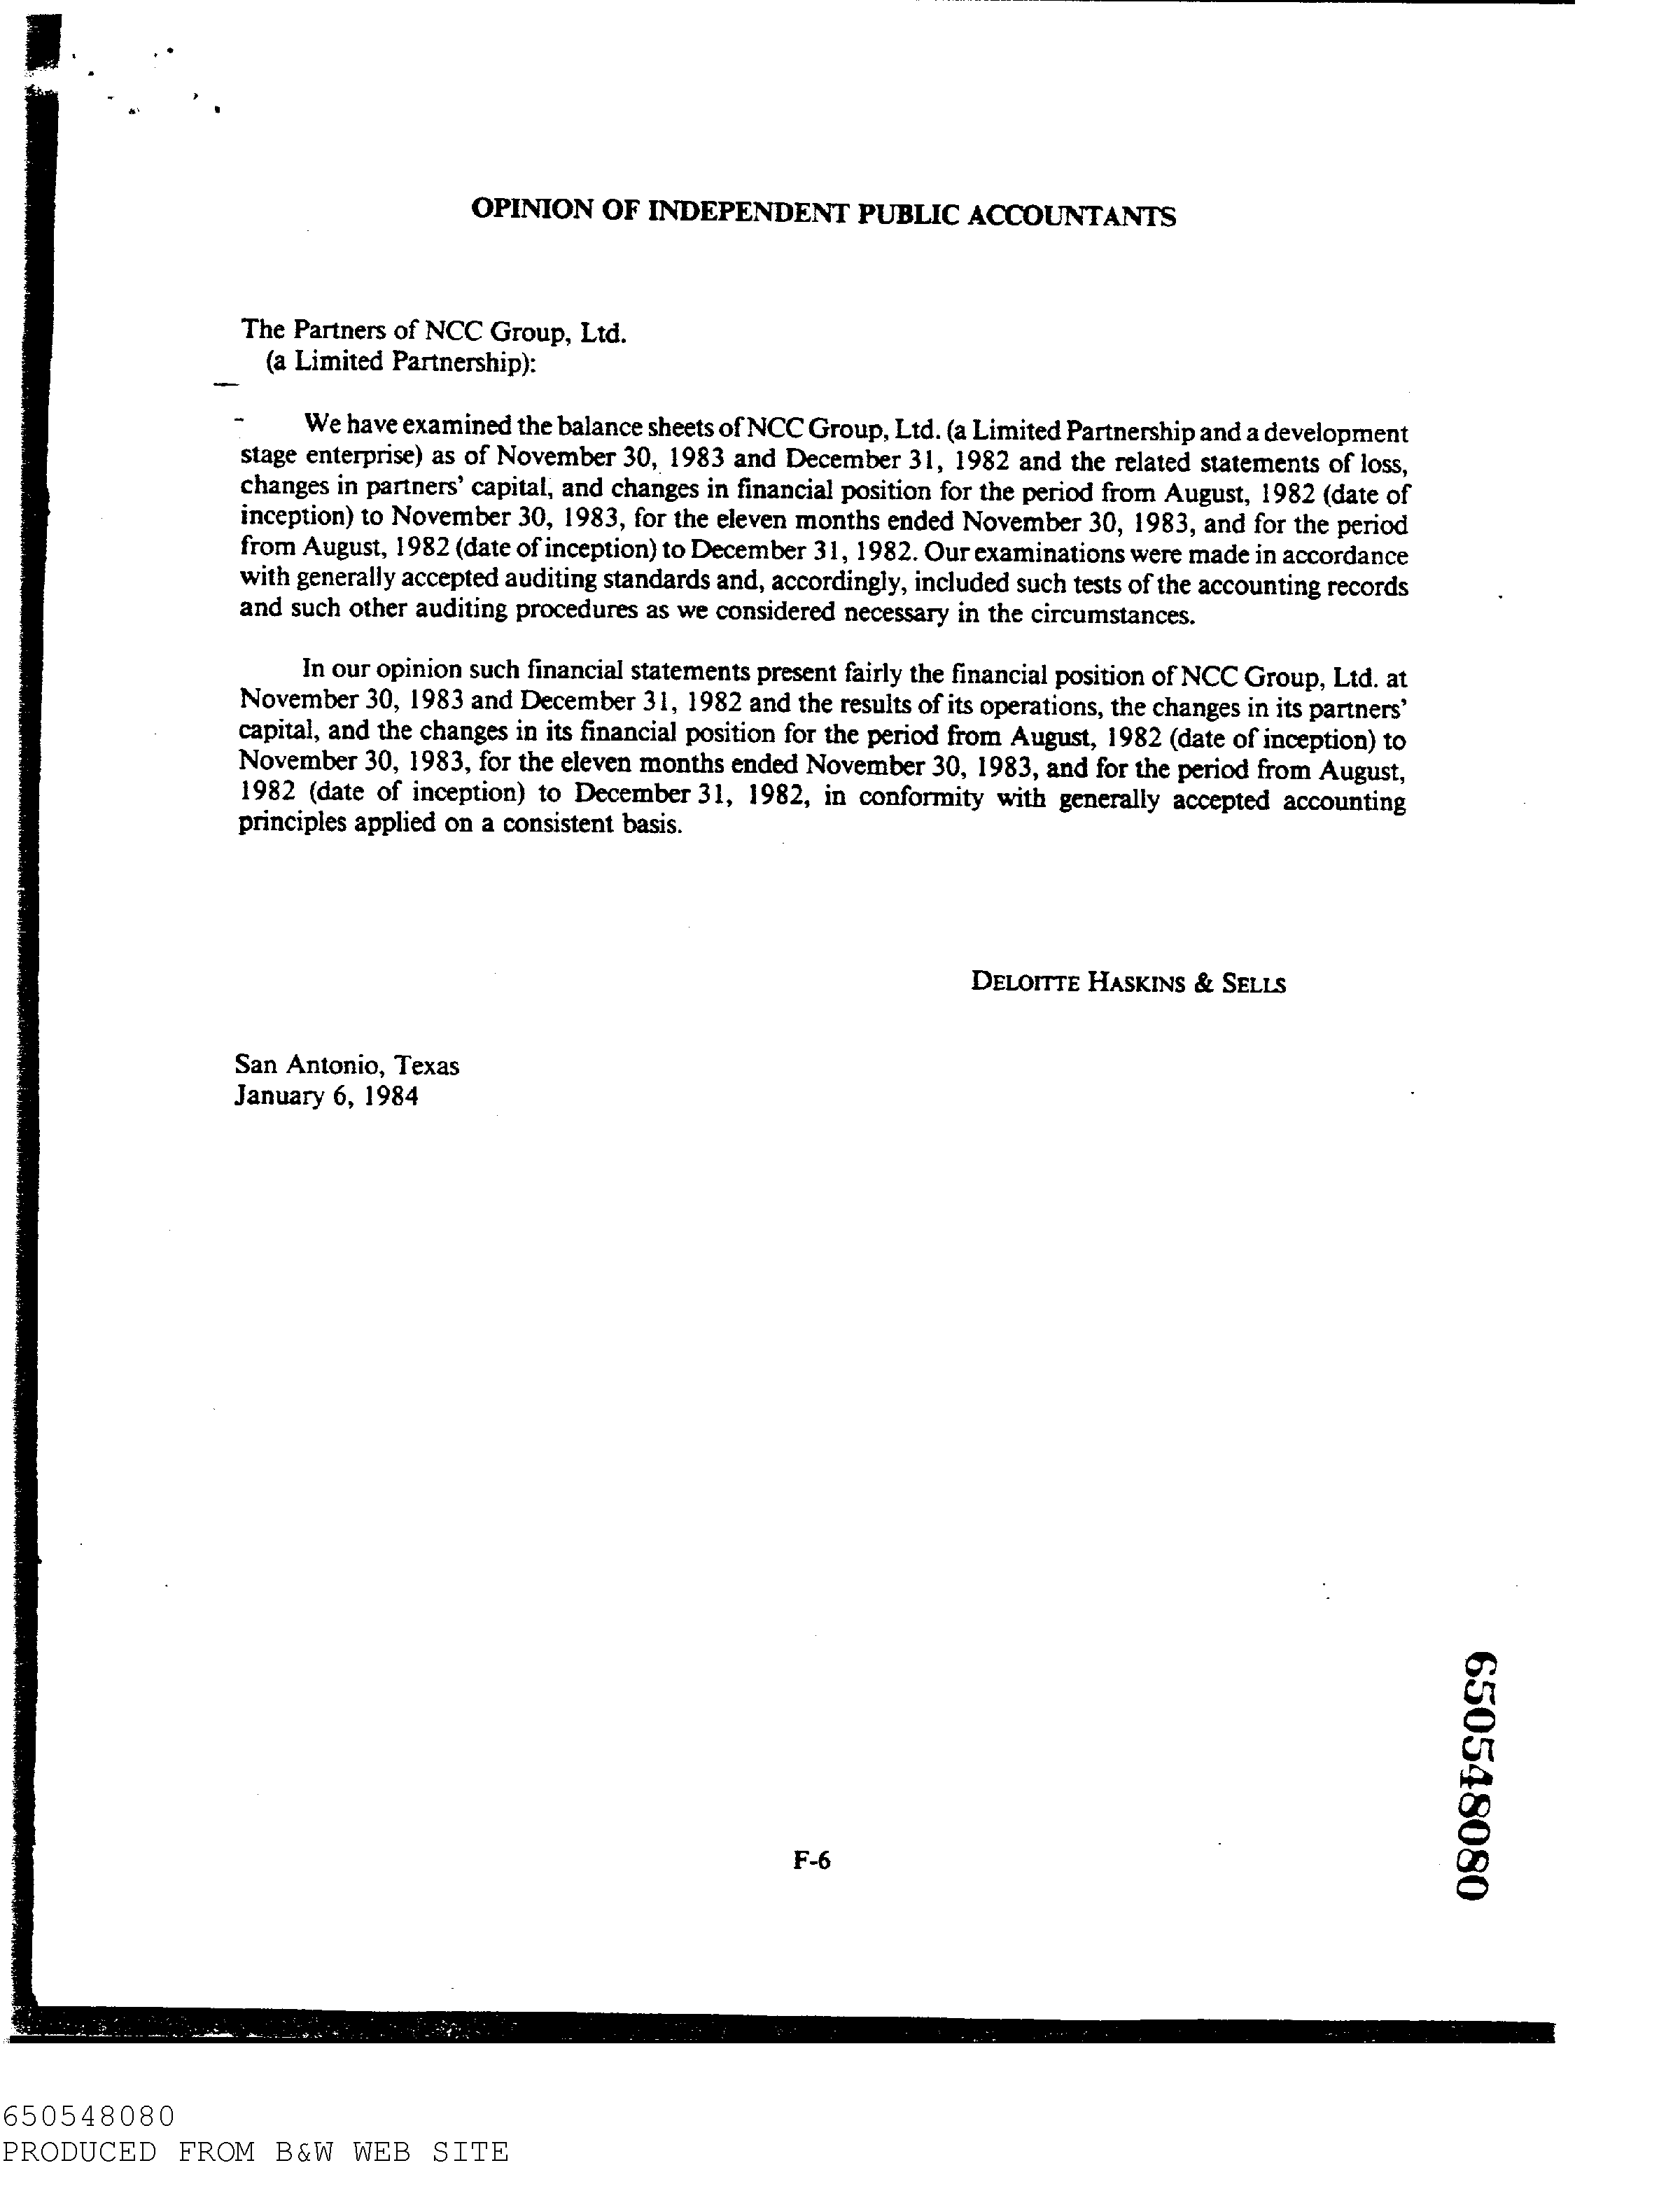 OPINION OF INDEPENDENT PUBLIC ACCOUNTANTS
The Partners of NCC Group, Ltd.
(a Limited Partnership):
We have examined the balance sheets of NCC Group, Ltd. (a Limited Partnership and a development
stage enterprise) as of November 30, 1983 and December 31, 1982 and the related statements of loss,
changes in partners' capital, and changes in financial position for the period from August, 1982 (date of
inception) to November 30, 1983, for the eleven months ended November 30, 1983, and for the period
from August, 1982 (date of inception) to December 31, 1982. Our examinations were made in accordance
with generally accepted auditing standards and, accordingly, included such tests of the accounting records
and such other auditing procedures as we considered necessary in the circumstances.
In our opinion such financial statements present fairly the financial position of NCC Group, Ltd. at
November 30, 1983 and December 31, 1982 and the results of its operations, the changes in its partners'
capital, and the changes in its financial position for the period from August, 1982 (date of inception) to
November 30, 1983, for the eleven months ended November 30, 1983, and for the period from August,
1982 (date of inception) to December 31, 1982, in conformity with generally accepted accounting
principles applied on a consistent basis.
DELOITTE HASKINS & SELLS
San Antonio, Texas
January 6, 1984
650548080
F-6
650548080
PRODUCED FROM B&W WEB SITE